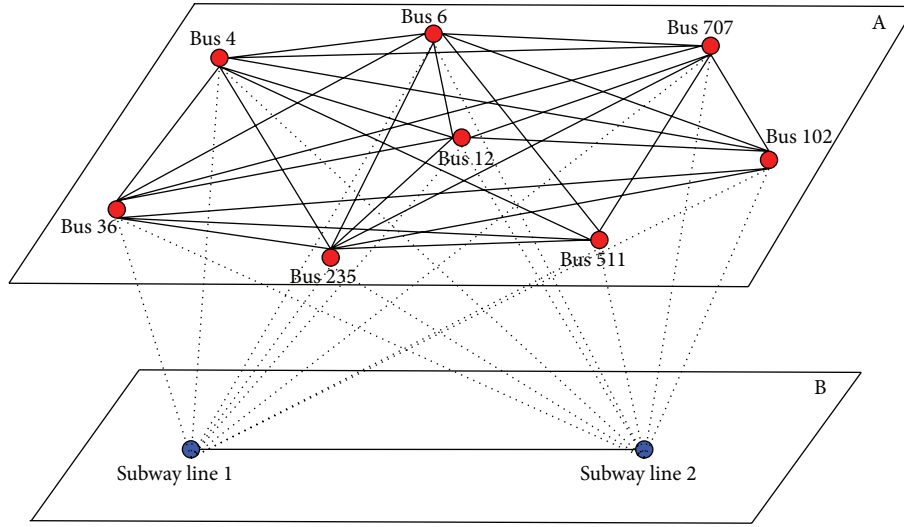 Bus 6
A
Bus 707
Bus 4
Bus 102
Bus 12
Bus 36
Bus 511
Bus 235
B
Subway line 1
Subway line 2